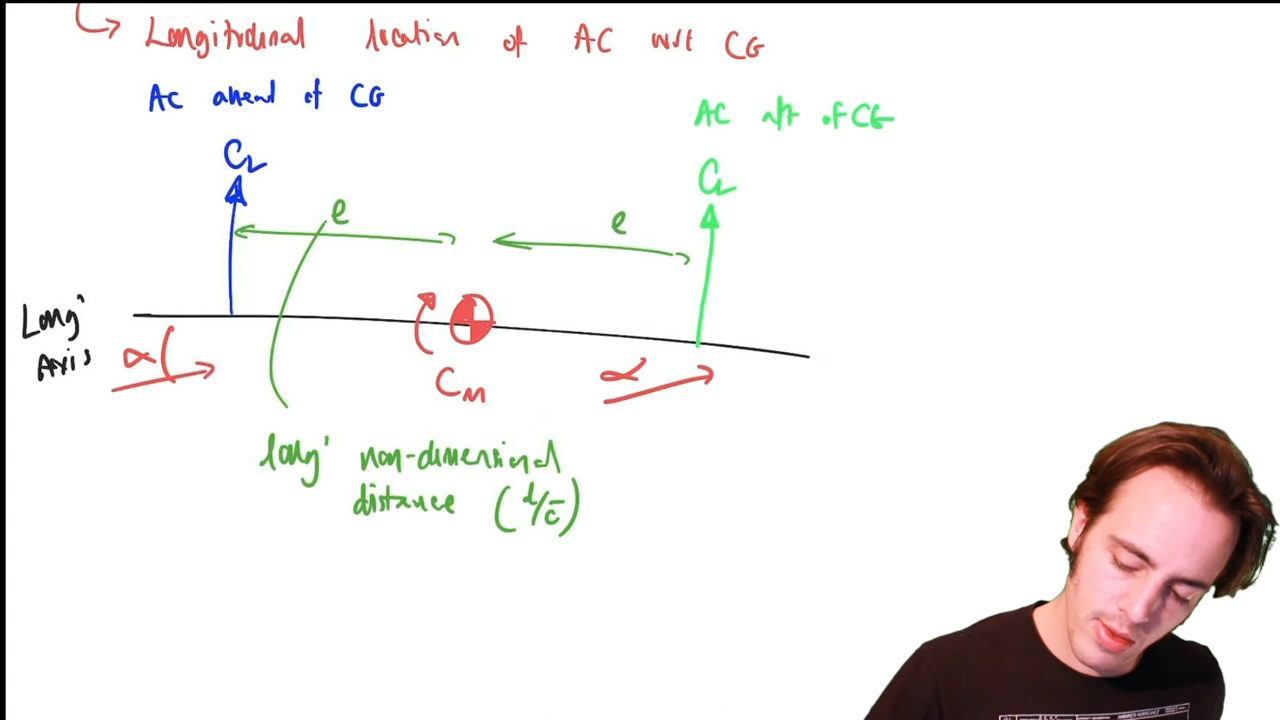 Longitudinal location of AC wrt CG
AC ahead of CG
AC aft of CG
CL
CL
e
e
Long'
Axis
α
CM
α
long' non-dimensional
distance (l/c̄)